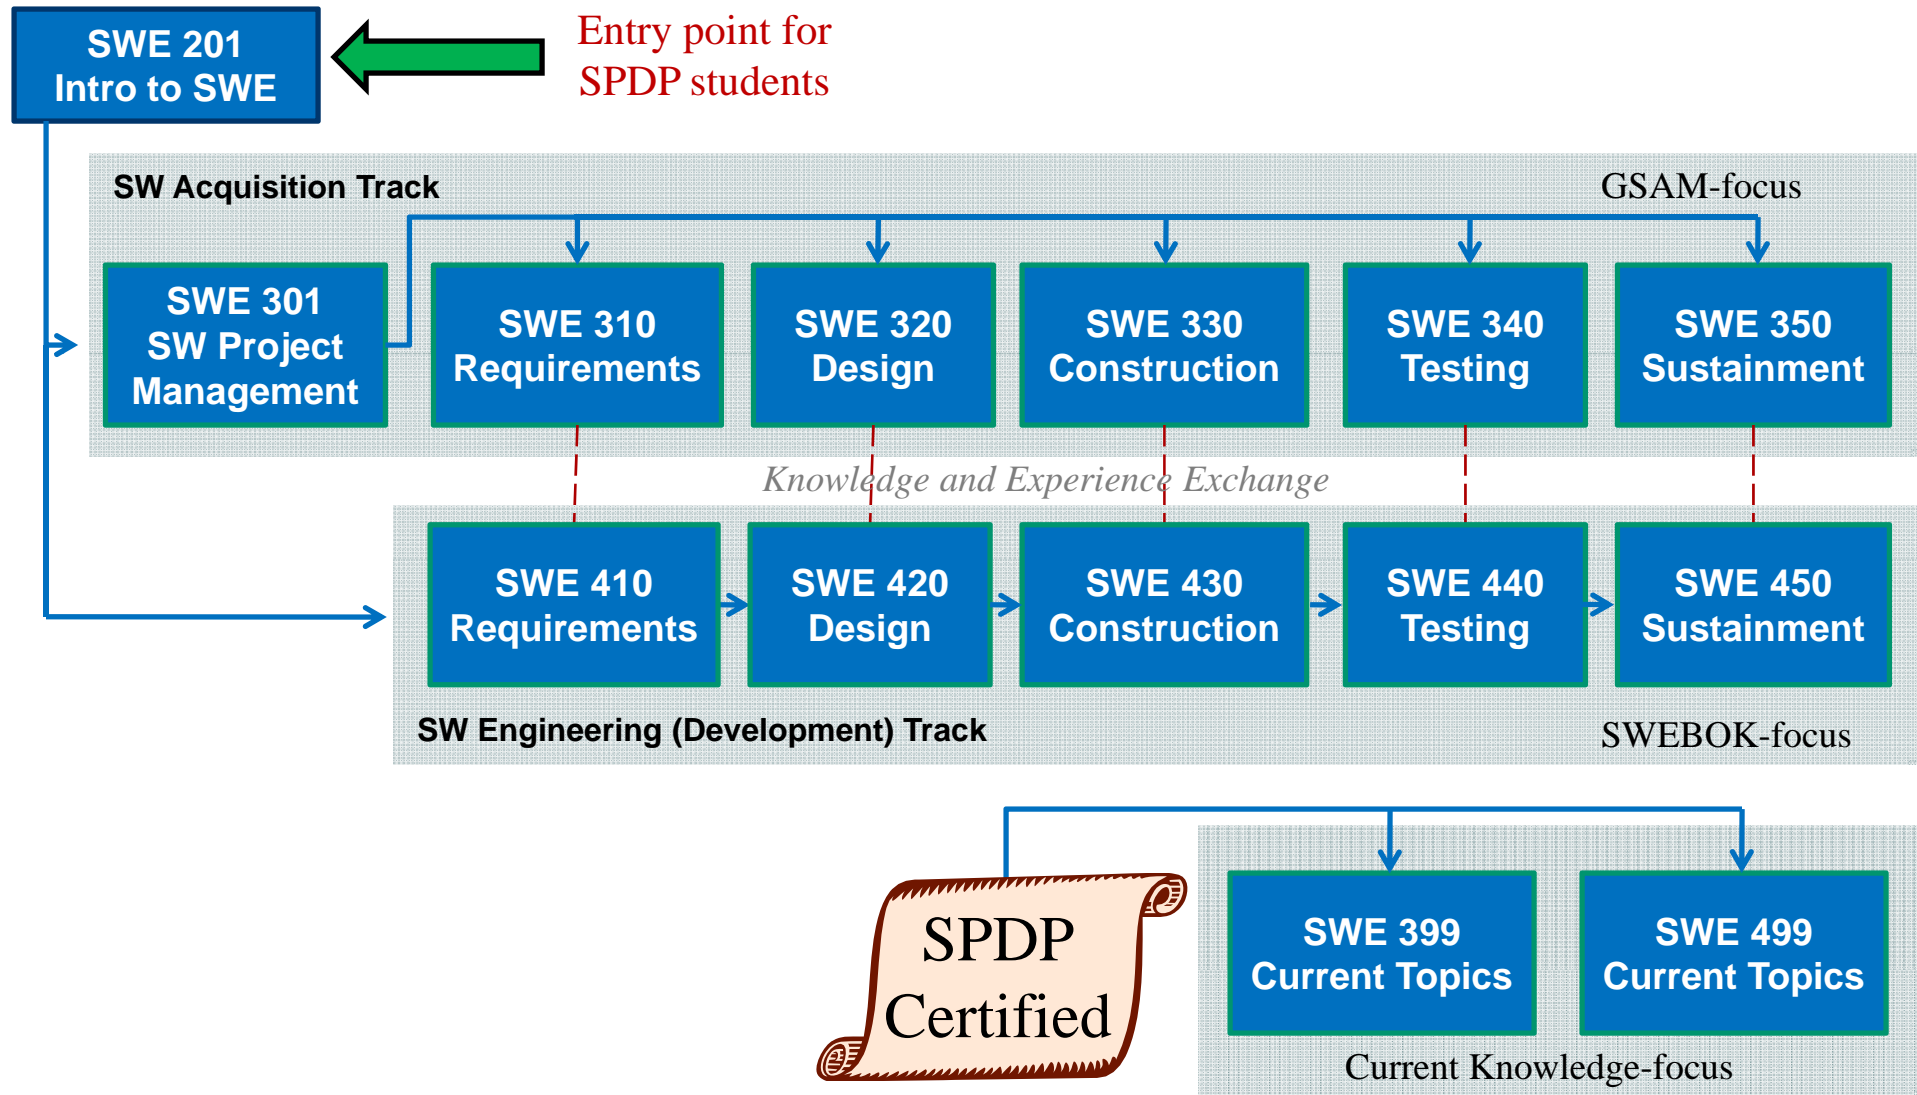 SWE 201
Intro to SWE
Entry point for
SPDP students
SW Acquisition Track
GSAM-focus
SWE 301
SW Project
Management
SWE 310
Requirements
SWE 320
Design
SWE 330
Construction
SWE 340
Testing
SWE 350
Sustainment
Knowledge and Experience Exchange
SWE 410
Requirements
SWE 420
Design
SWE 430
Construction
SWE 440
Testing
SWE 450
Sustainment
SW Engineering (Development) Track
SWEBOK-focus
SPDP
Certified
SWE 399
Current Topics
SWE 499
Current Topics
Current Knowledge-focus